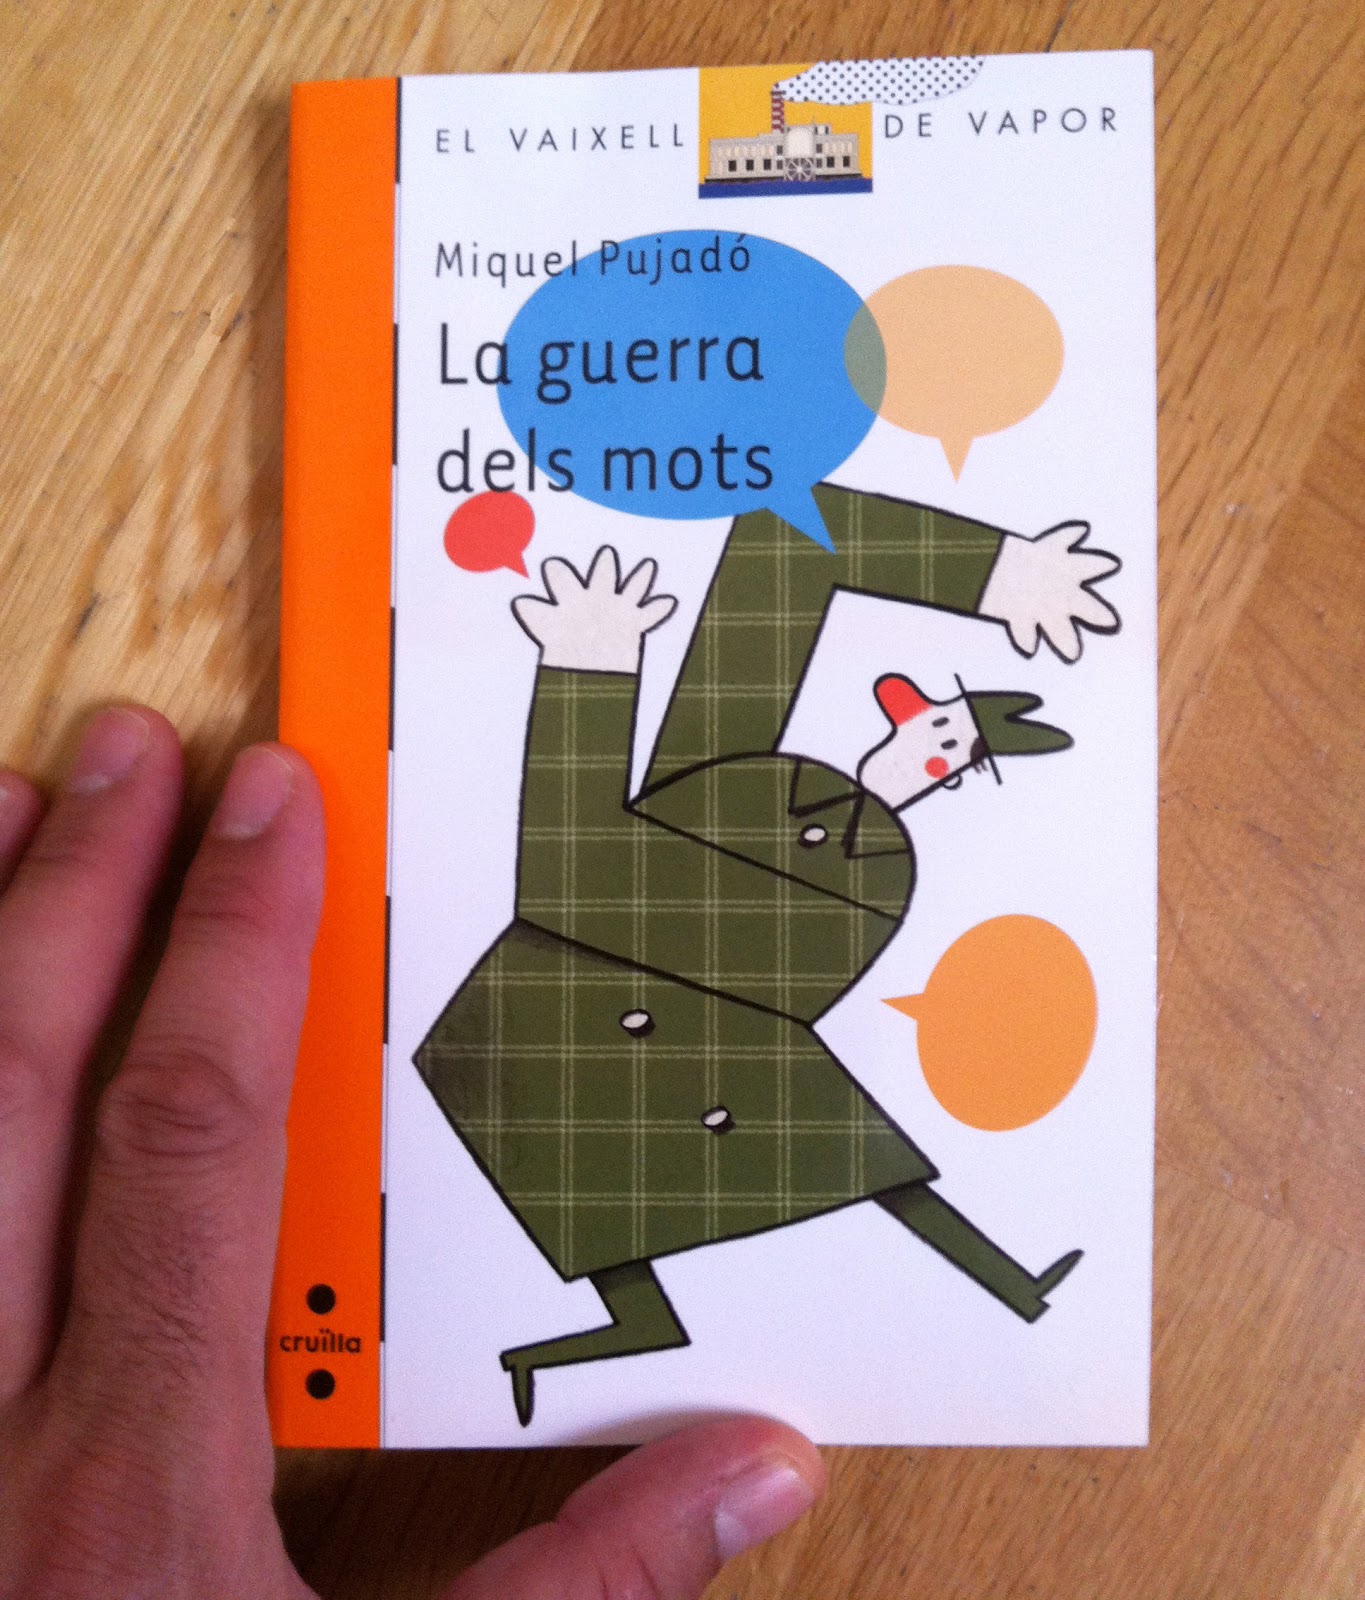 EL VAIXELL DE VAPOR
Miquel Pujadó
La guerra
dels mots
cruïlla